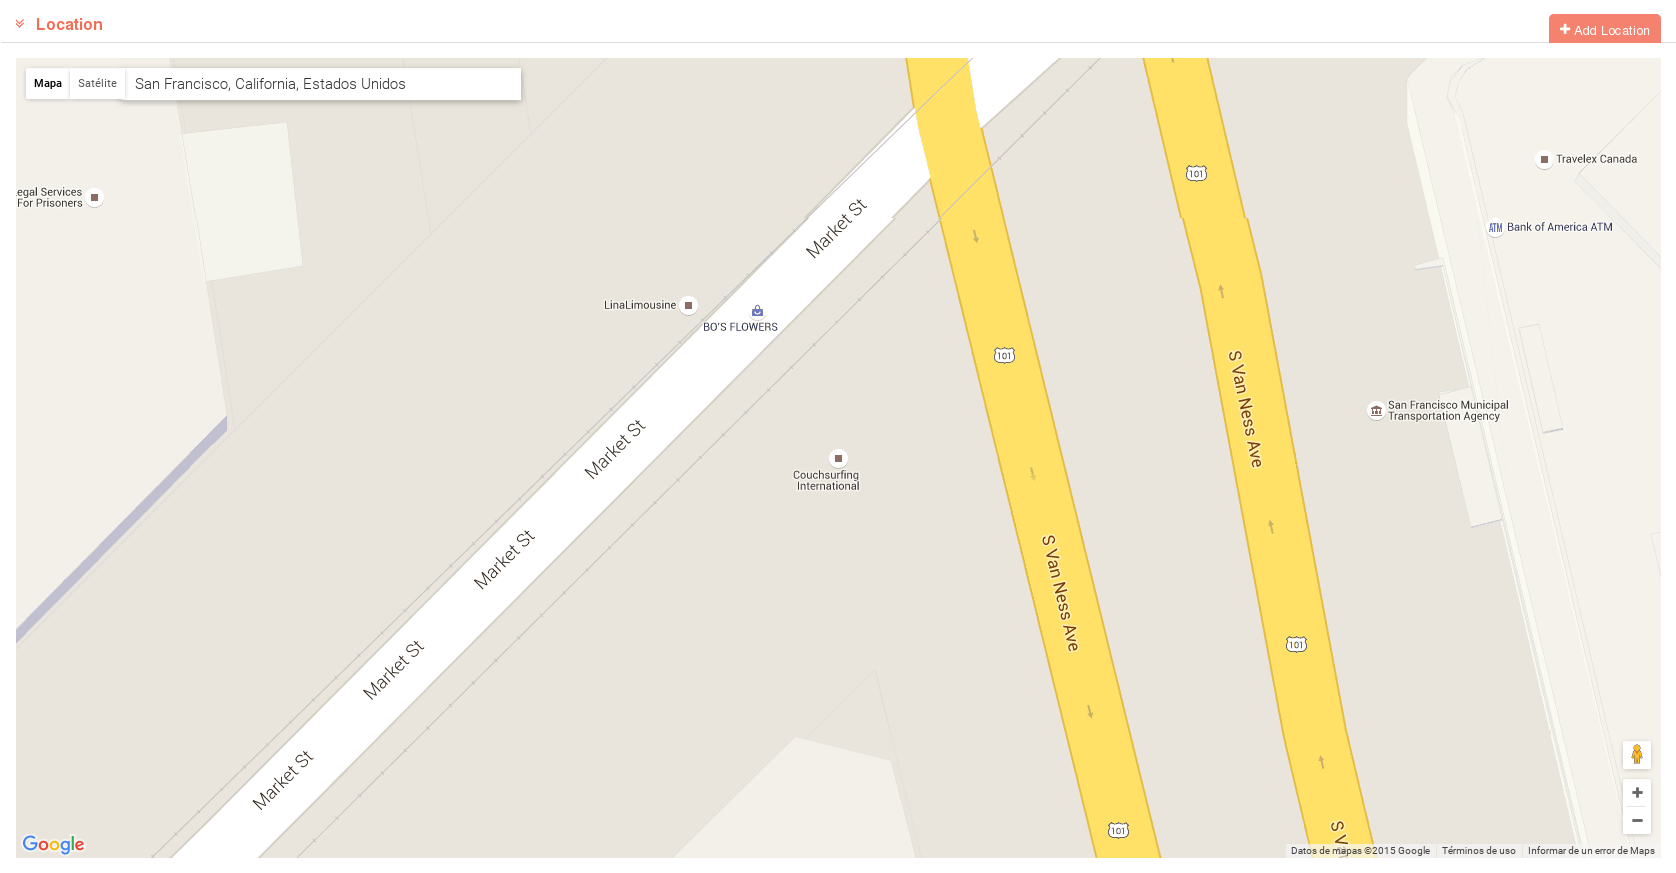 Location
Add Location
Mapa
Satélite
San Francisco, California, Estados Unidos
101
Travelex Canada
egal Services
For Prisoners
Market St
ATM Bank of America ATM
LinaLimousine
BO'S FLOWERS
101
S Van Ness Ave
San Francisco Municipal
Transportation Agency
Market St
Couchsurfing
International
Market St
S Van Ness Ave
101
Market St
Market St
101
Google
Datos de mapas ©2015 Google
Términos de uso
Informar de un error de Maps